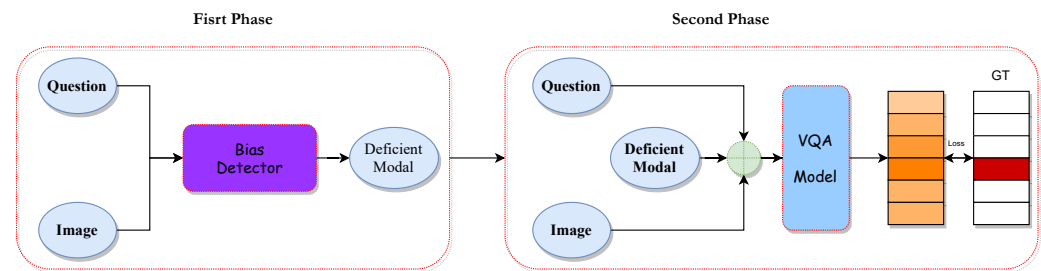 Fisrt Phase
Question
Image
Bias
Detector
Deficient
Modal
Second Phase
Question
Deficient
Modal
Image
VQA
Model
Loss
GT